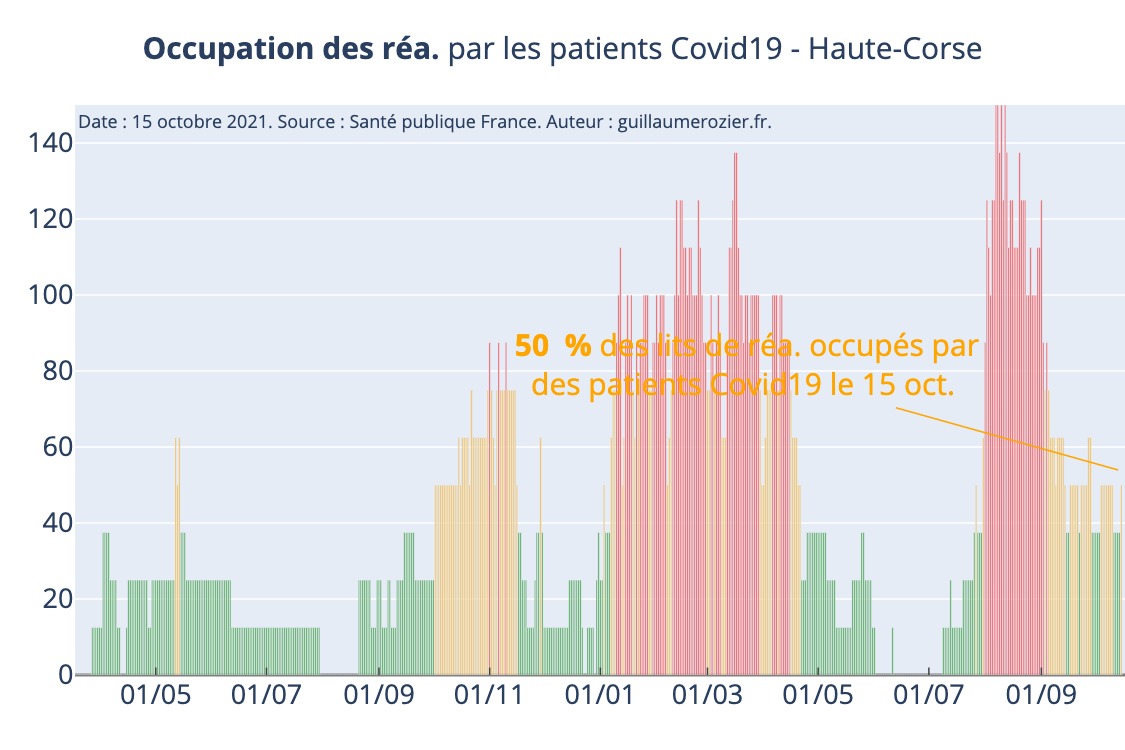 Occupation des réa. par les patients Covid19 - Haute-Corse
Date : 15 octobre 2021. Source : Santé publique France. Auteur : guillaumerozier.fr.
140
120
100
50  % des lits de réa. occupés par
80
des patients Covid19 le 15 oct.
60
40
20
0
01/05 01/07 01/09 01/11 01/01 01/03 01/05 01/07 01/09